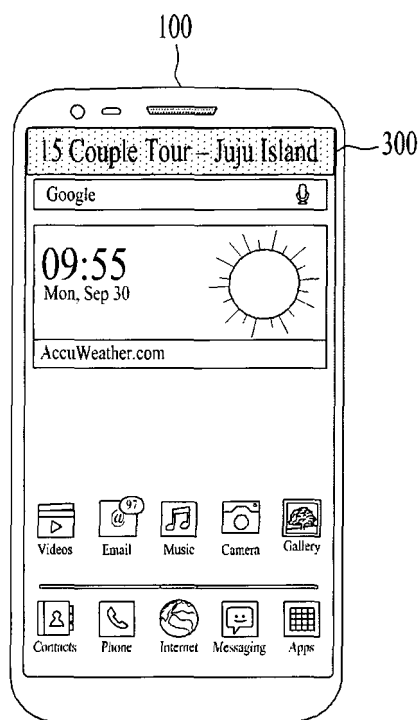 100
15 Couple Tour – Juju Island
300
Google
09:55
Mon, Sep 30
AccuWeather.com
97
@
Videos Email Music Camera Gallery
Contacts Phone Internet Messaging Apps